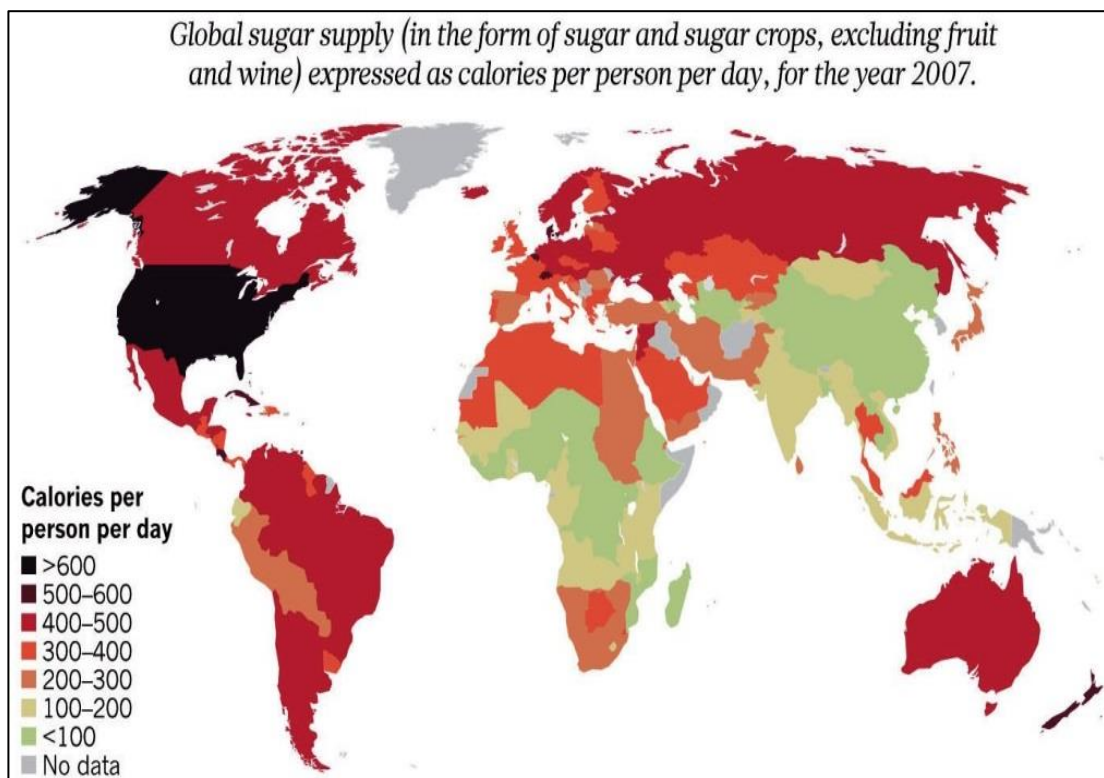 Global sugar supply (in the form of sugar and sugar crops, excluding fruit
and wine) expressed as calories per person per day, for the year 2007.
Calories per
person per day
>600
500–600
400–500
300–400
200–300
100–200
<100
No data